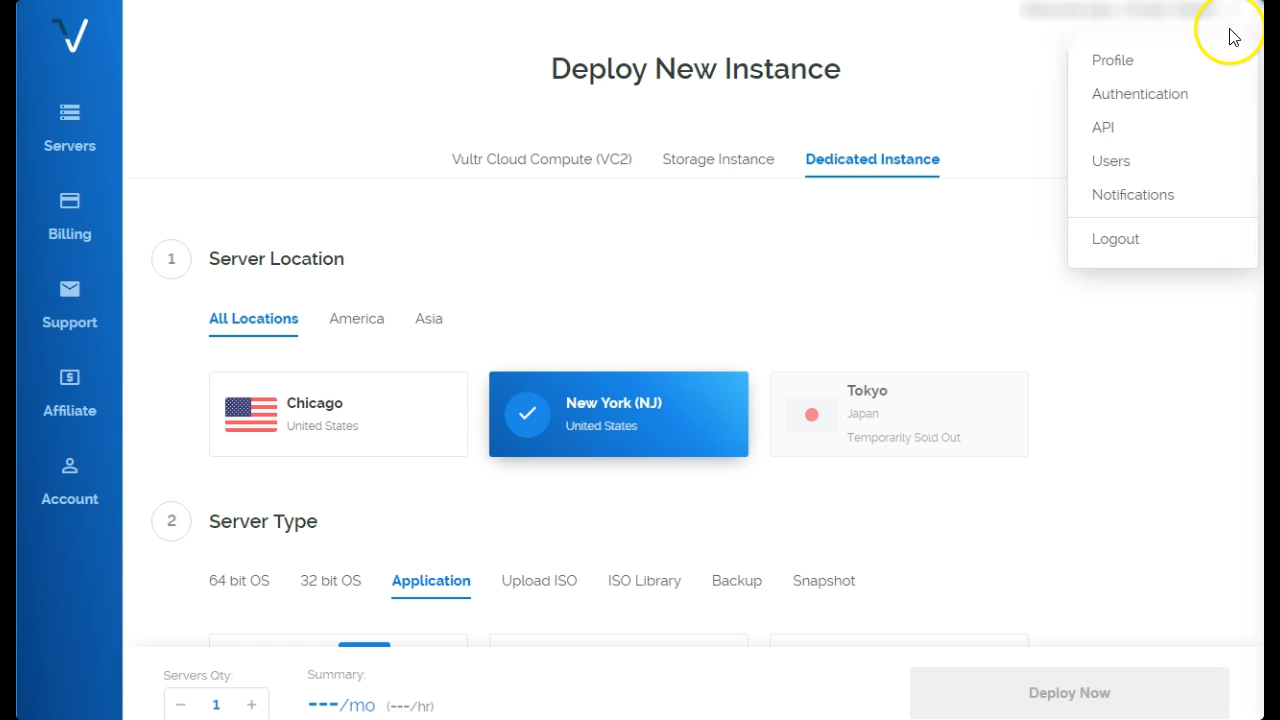 Deploy New Instance
Profile
Authentication
API
Users
Notifications
Logout
Servers
Billing
Support
Affiliate
Account
Vultr Cloud Compute (VC2) Storage Instance Dedicated Instance
1 Server Location
All Locations America Asia
Chicago
United States
New York (NJ)
United States
Tokyo
Japan
Temporarily Sold Out
2 Server Type
64 bit OS 32 bit OS Application Upload ISO ISO Library Backup Snapshot
Servers Qty:
− 1 +
Summary:
---/mo (---/hr)
Deploy Now